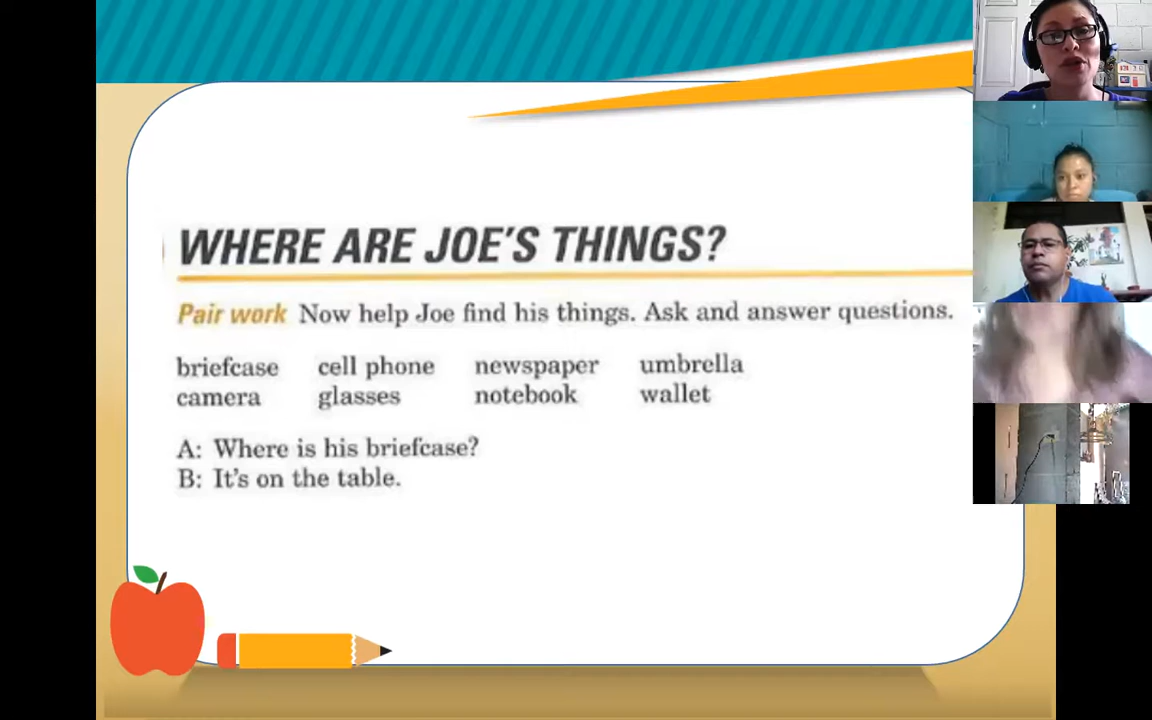 WHERE ARE JOE'S THINGS?
Pair work Now help Joe find his things. Ask and answer questions.
briefcase cell phone newspaper umbrella
camera glasses notebook wallet
A: Where is his briefcase?
B: It's on the table.